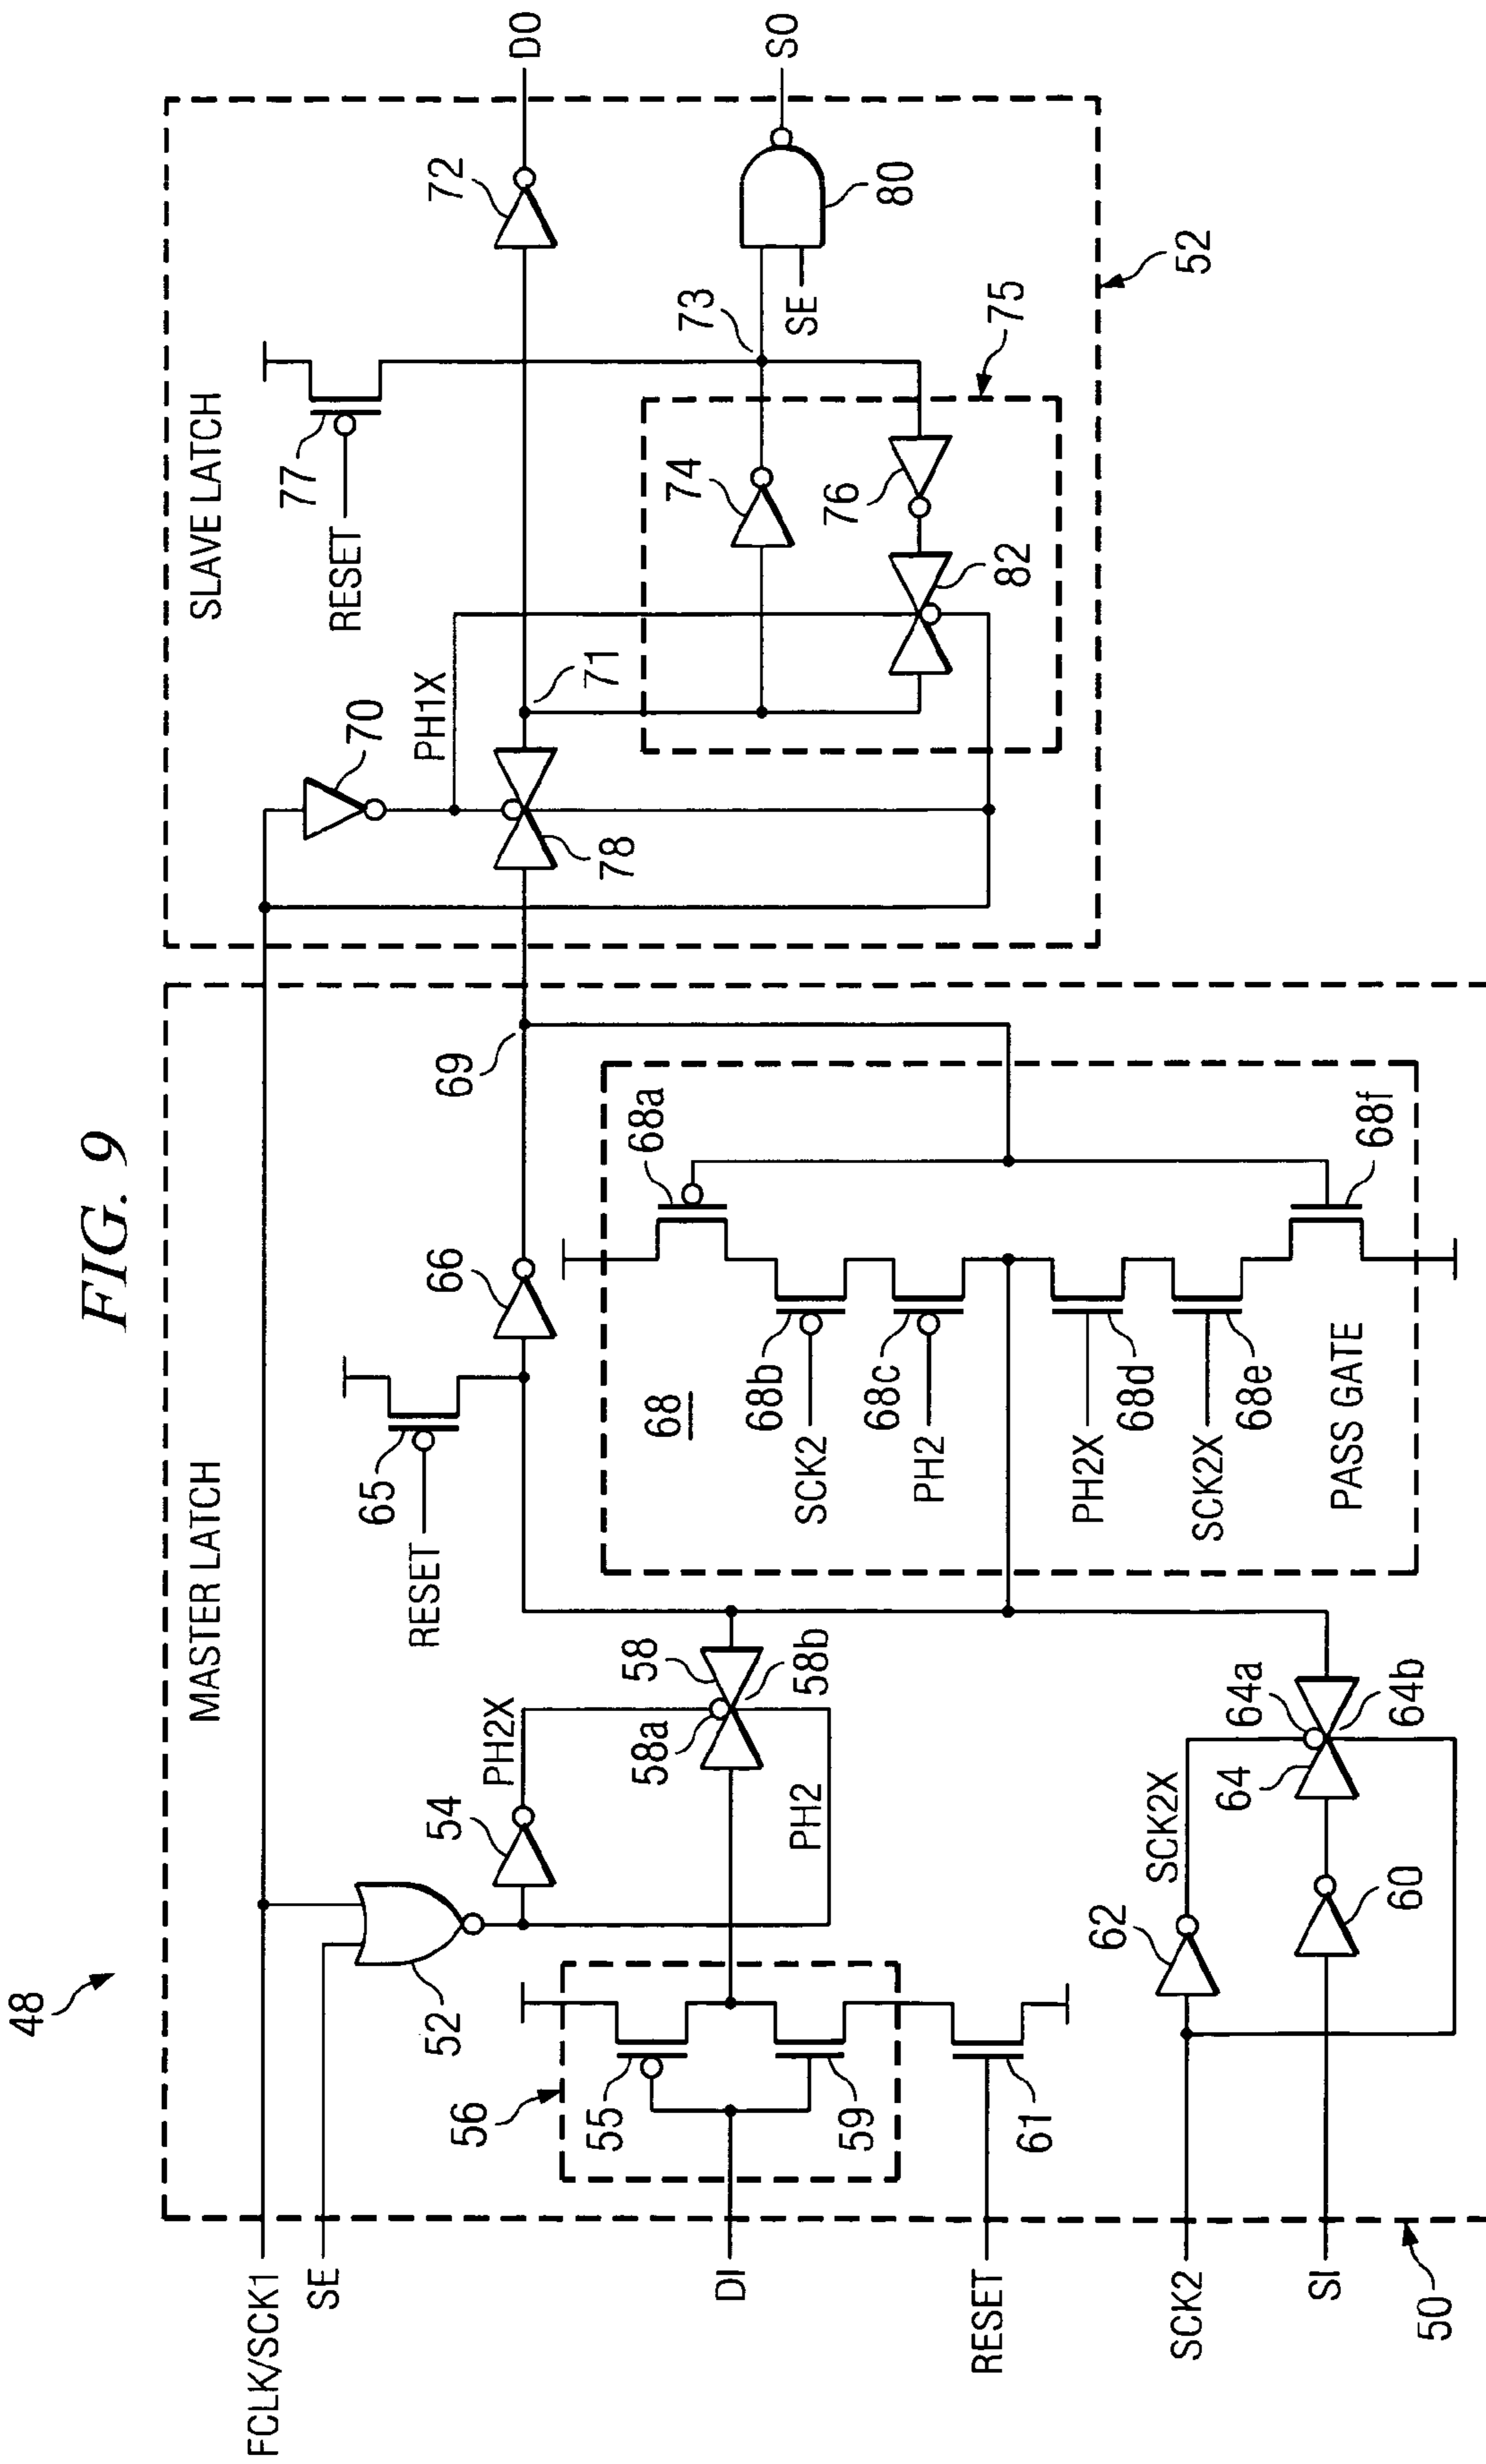 FIG. 9
48
MASTER LATCH
SLAVE LATCH
FCLK/SCK1
SE
52
54
PH2X
PH2
58
58a
58b
56
55
59
DI
61
RESET
SCK2
SI
50
62
SCK2X
60
64
64a
64b
RESET
65
66
69
68
68a
68b
SCK2
68c
PH2
PH2X
68d
SCK2X
68e
68f
PASS GATE
70
PH1X
78
71
RESET
77
72
DO
73
74
75
76
82
SE
80
SO
52